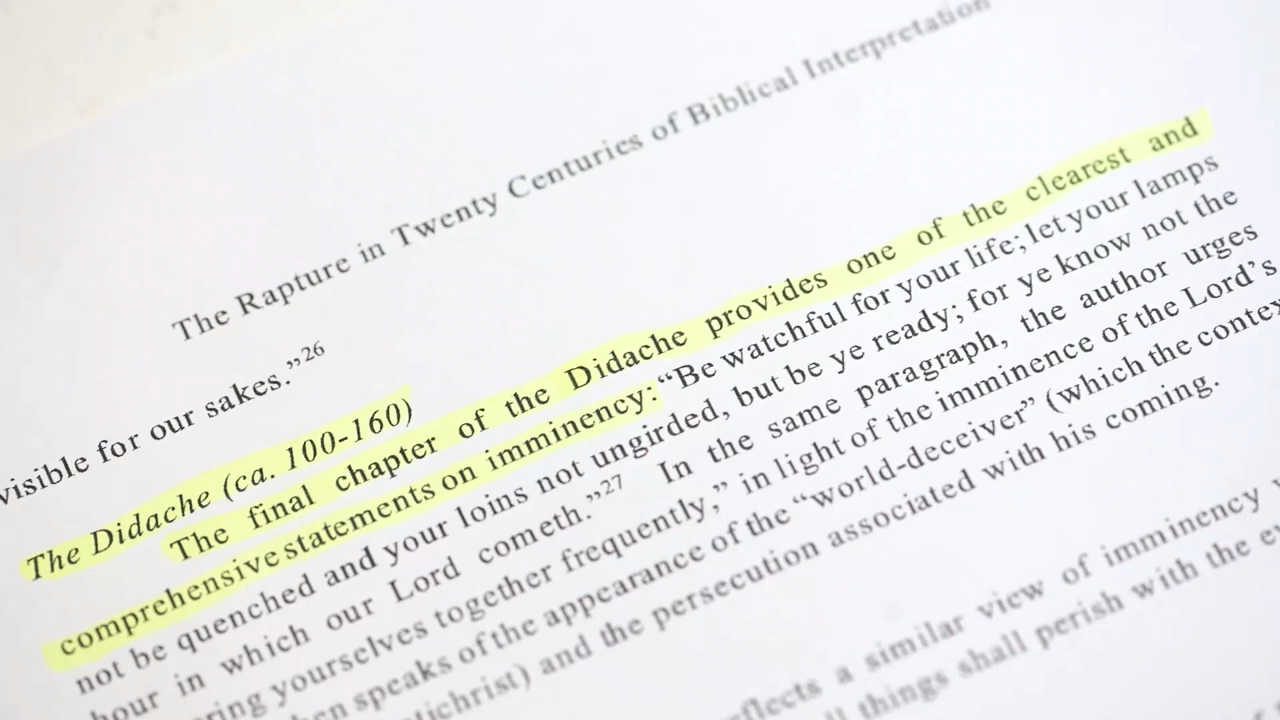 The Rapture in Twenty Centuries of Biblical Interpretation
visible for our sakes.”26
The Didache (ca. 100-160)
The final chapter of the Didache provides one of the clearest and
comprehensive statements on imminency: “Be watchful for your life; let your lamps
not be quenched and your loins not ungirded, but be ye ready; for ye know not the
hour in which our Lord cometh.”27 In the same paragraph, the author urges
ring yourselves together frequently,” in light of the imminence of the Lord’s
en speaks of the appearance of the “world-deceiver” (which the contex
tichrist) and the persecution associated with his coming.
flects a similar view of imminency
ll things shall perish with the